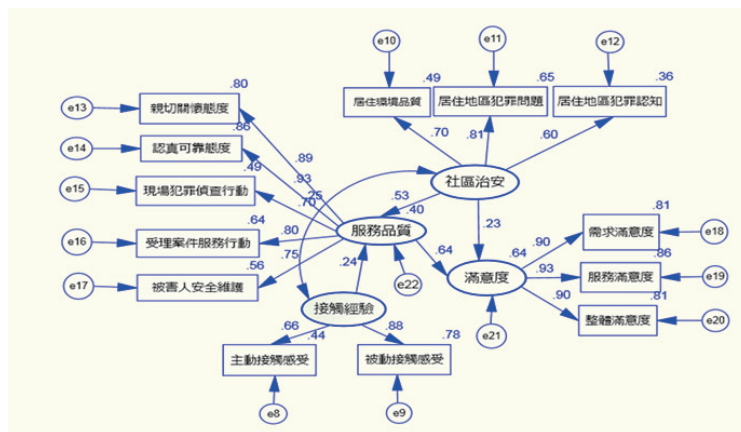 e10
e11
e12
.49
.65
.36
居住環境品質
居住地區犯罪問題
居住地區犯罪認知
.70
.81
.60
社區治安
e13
.80
親切關懷態度
e14
.86
認真可靠態度
e15
.49
現場犯罪偵查行動
e16
.64
受理案件服務行動
e17
.56
被害人安全維護
.89
.93
.25
.70
.80
.75
.53
.40
服務品質
e22
.23
.64
.64
滿意度
e21
.81
需求滿意度
e18
.86
服務滿意度
e19
.81
整體滿意度
e20
.90
.93
.90
.24
接觸經驗
.66
.88
.44
主動接觸感受
.78
被動接觸感受
e8
e9